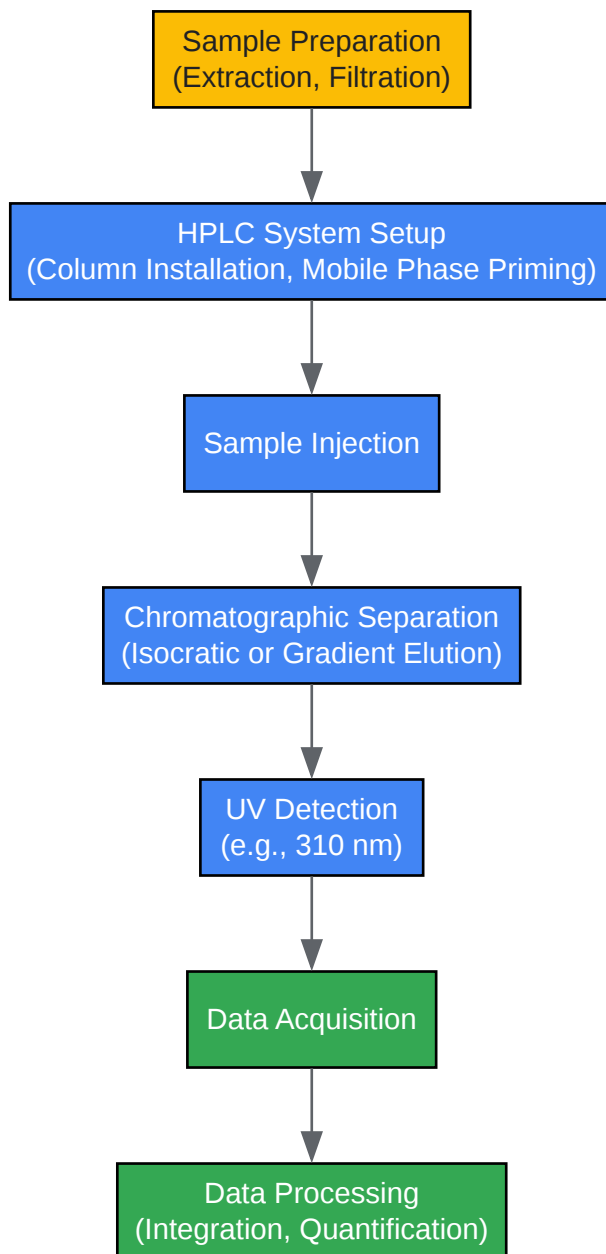 Sample Preparation
(Extraction, Filtration)
HPLC System Setup
(Column Installation, Mobile Phase Priming)
Sample Injection
Chromatographic Separation
(Isocratic or Gradient Elution)
UV Detection
(e.g., 310 nm)
Data Acquisition
Data Processing
(Integration, Quantification)